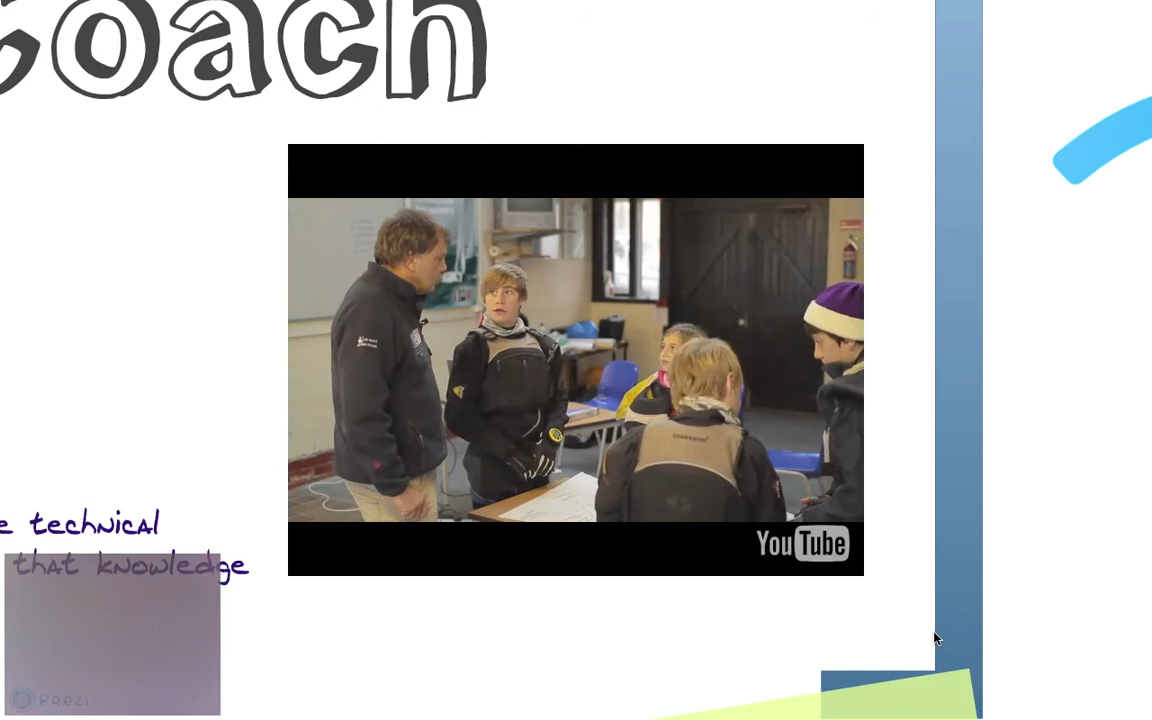 coach
e technical
that knowledge
YouTube
Prezi